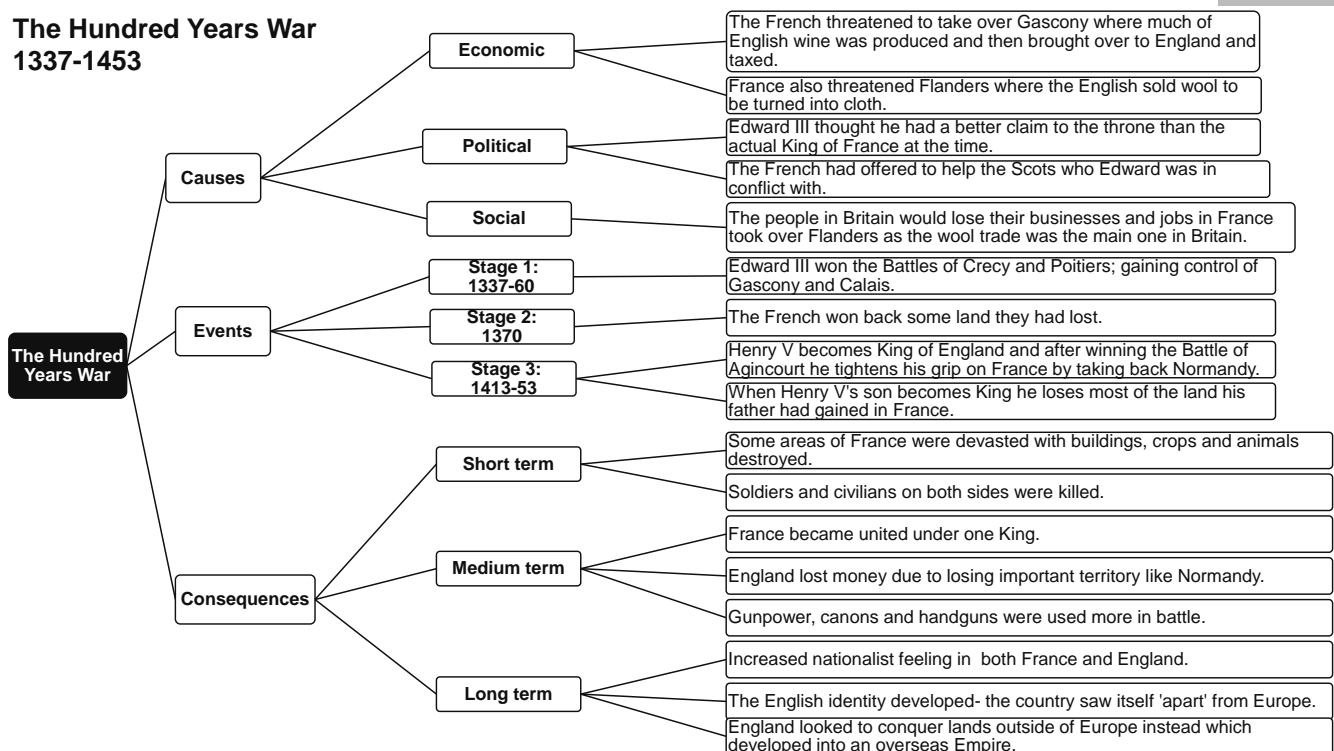 The Hundred Years War
1337-1453
The Hundred
Years War
Causes
Economic
The French threatened to take over Gascony where much of
English wine was produced and then brought over to England and
taxed.
France also threatened Flanders where the English sold wool to
be turned into cloth.
Political
Edward III thought he had a better claim to the throne than the
actual King of France at the time.
The French had offered to help the Scots who Edward was in
conflict with.
Social
The people in Britain would lose their businesses and jobs in France
took over Flanders as the wool trade was the main one in Britain.
Events
Stage 1:
1337-60
Edward III won the Battles of Crecy and Poitiers; gaining control of
Gascony and Calais.
Stage 2:
1370
The French won back some land they had lost.
Stage 3:
1413-53
Henry V becomes King of England and after winning the Battle of
Agincourt he tightens his grip on France by taking back Normandy.
When Henry V's son becomes King he loses most of the land his
father had gained in France.
Consequences
Short term
Some areas of France were devasted with buildings, crops and animals
destroyed.
Soldiers and civilians on both sides were killed.
Medium term
France became united under one King.
England lost money due to losing important territory like Normandy.
Gunpower, canons and handguns were used more in battle.
Long term
Increased nationalist feeling in  both France and England.
The English identity developed- the country saw itself 'apart' from Europe.
England looked to conquer lands outside of Europe instead which
developed into an overseas Empire.